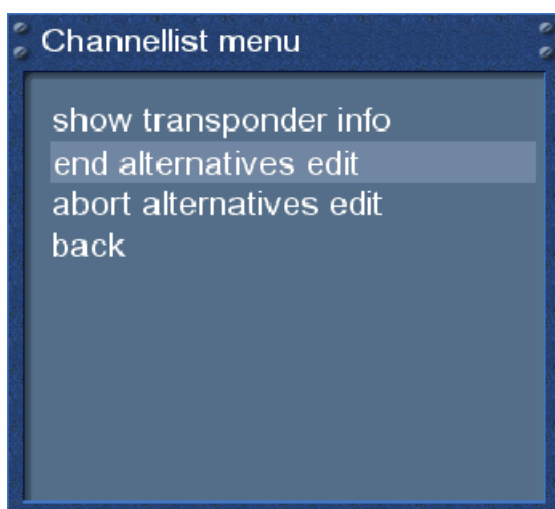 Channellist menu
show transponder info
end alternatives edit
abort alternatives edit
back